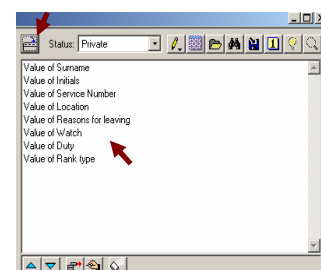 Status: Private
Value of Surname
Value of Initials
Value of Service Number
Value of Location
Value of Reasons for leaving
Value of Watch
Value of Duty
Value of Rank type